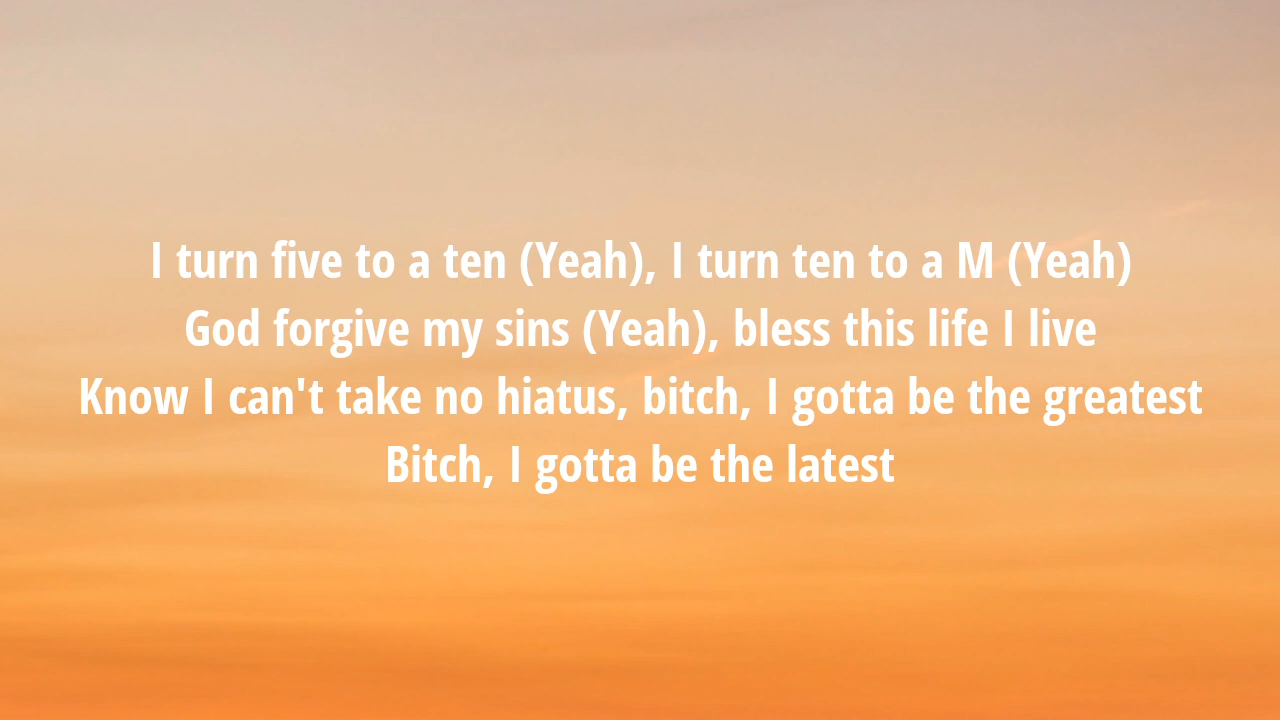 I turn five to a ten (Yeah), I turn ten to a M (Yeah)
God forgive my sins (Yeah), bless this life I live
Know I can't take no hiatus, bitch, I gotta be the greatest
Bitch, I gotta be the latest